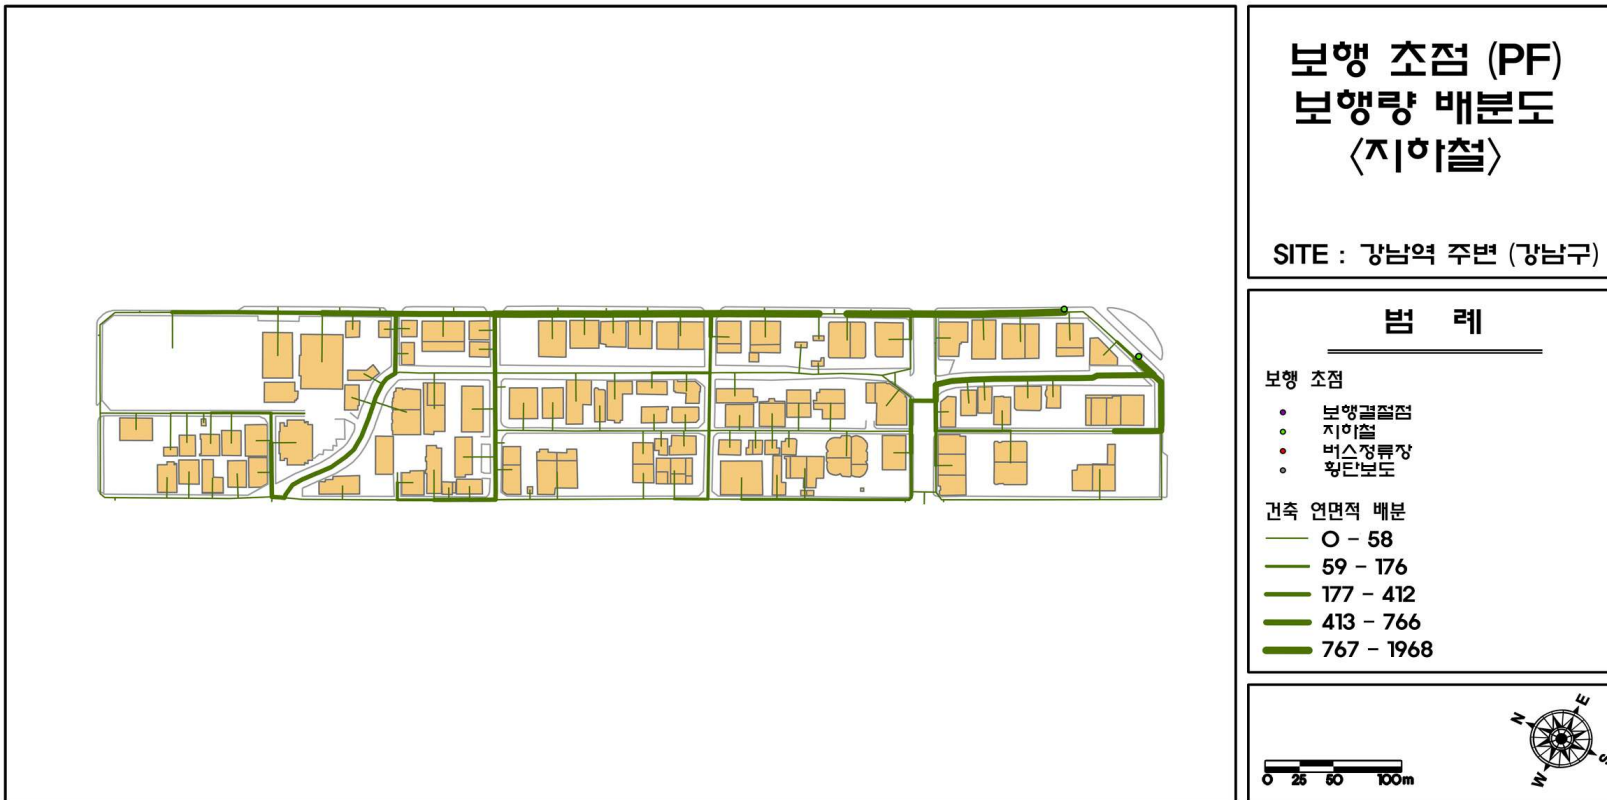 보행 초점 (PF)
보행량 배분도
<지하철>
SITE : 강남역 주변 (강남구)
범 례
보행 초점
보행결절점
지하철
버스정류장
횡단보도
건축 연면적 배분
0 - 58
59 - 176
177 - 412
413 - 766
767 - 1968
N E
W S
0 25 50 100m